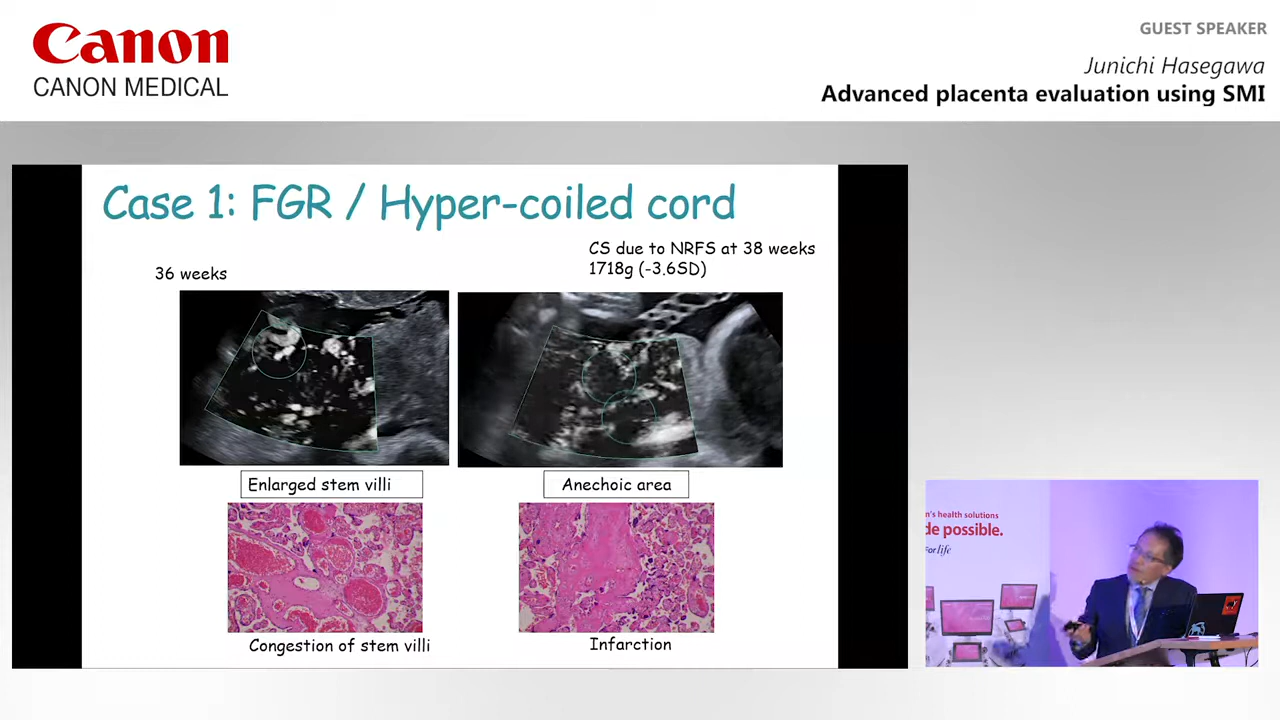 Canon
CANON MEDICAL
GUEST SPEAKER
Junichi Hasegawa
Advanced placenta evaluation using SMI
Case 1: FGR / Hyper-coiled cord
CS due to NRFS at 38 weeks
1718g (-3.6SD)
36 weeks
Enlarged stem villi
Anechoic area
Congestion of stem villi
Infarction
n's health solutions
de possible.
For life